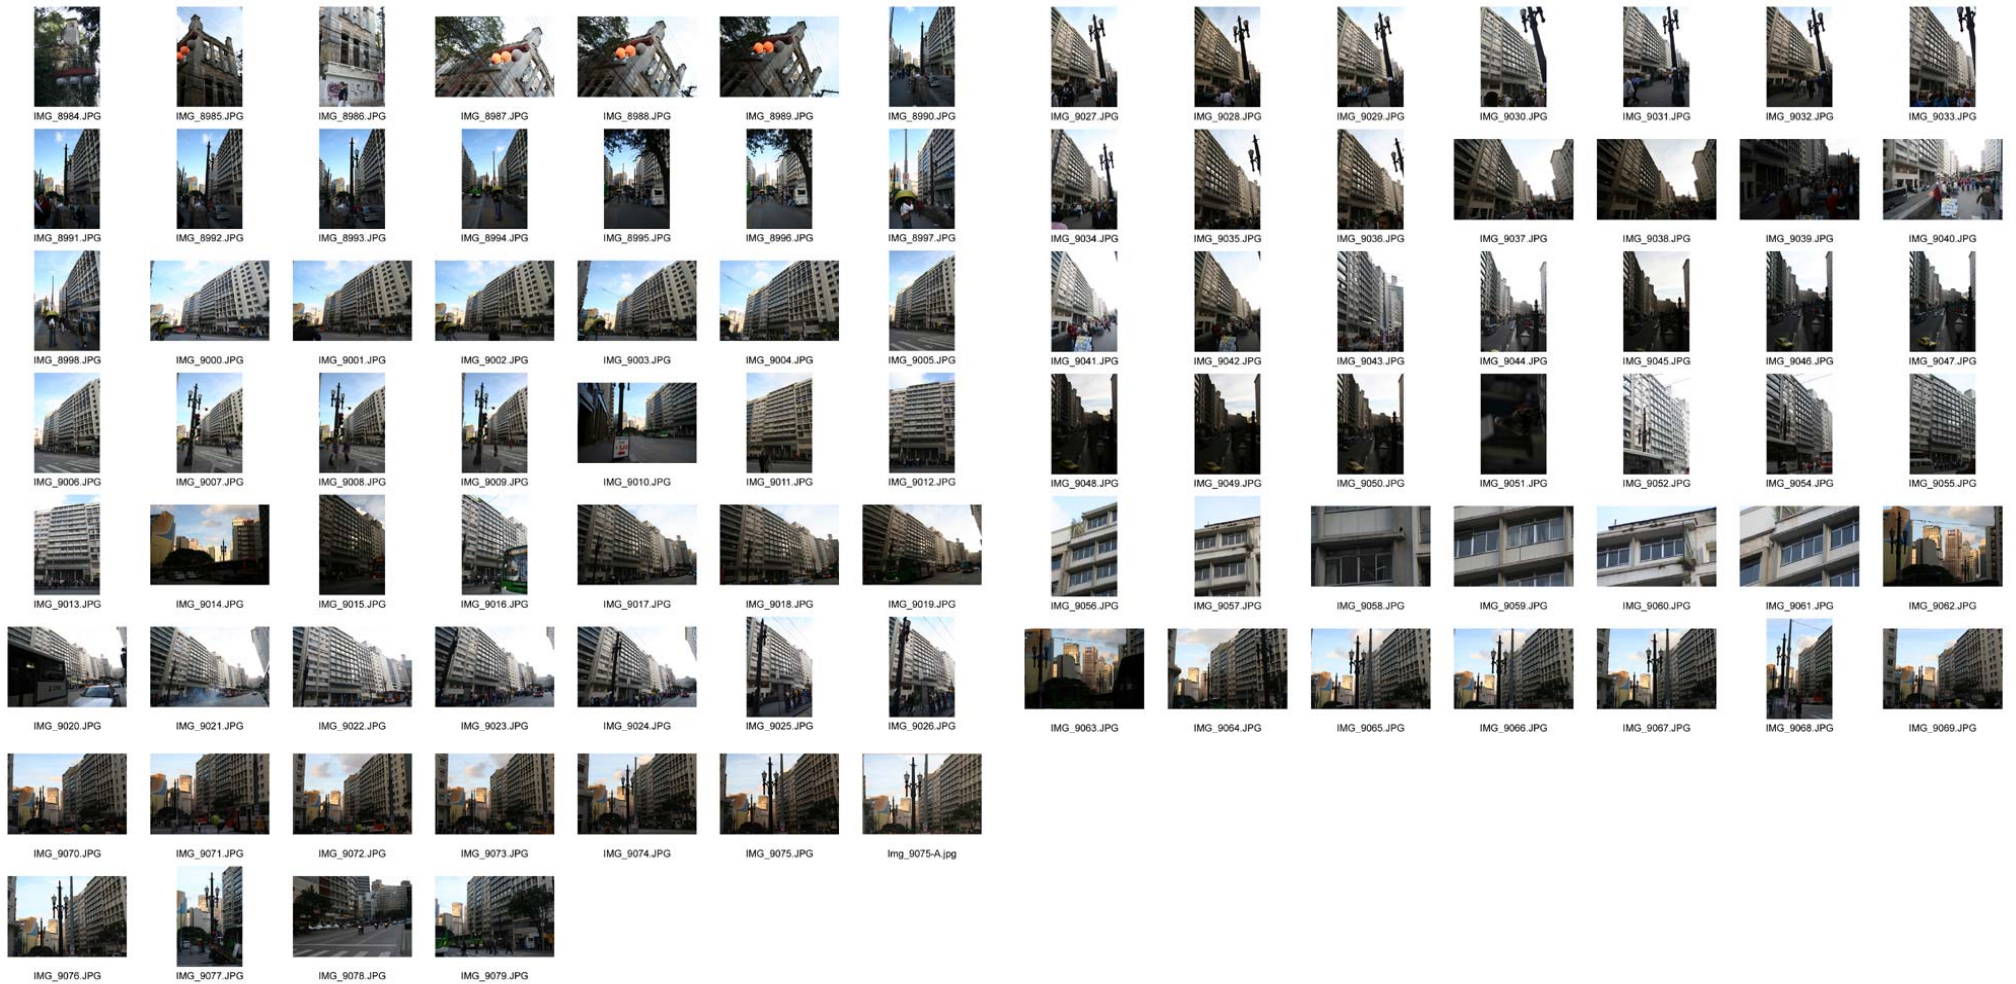 IMG_8984.JPG IMG_8985.JPG IMG_8986.JPG IMG_8987.JPG IMG_8988.JPG IMG_8989.JPG IMG_8990.JPG
IMG_8991.JPG IMG_8992.JPG IMG_8993.JPG IMG_8994.JPG IMG_8995.JPG IMG_8996.JPG IMG_8997.JPG
IMG_8998.JPG IMG_9000.JPG IMG_9001.JPG IMG_9002.JPG IMG_9003.JPG IMG_9004.JPG IMG_9005.JPG
IMG_9006.JPG IMG_9007.JPG IMG_9008.JPG IMG_9009.JPG IMG_9010.JPG IMG_9011.JPG IMG_9012.JPG
IMG_9013.JPG IMG_9014.JPG IMG_9015.JPG IMG_9016.JPG IMG_9017.JPG IMG_9018.JPG IMG_9019.JPG
IMG_9020.JPG IMG_9021.JPG IMG_9022.JPG IMG_9023.JPG IMG_9024.JPG IMG_9025.JPG IMG_9026.JPG
IMG_9070.JPG IMG_9071.JPG IMG_9072.JPG IMG_9073.JPG IMG_9074.JPG IMG_9075.JPG Img_9075-A.jpg
IMG_9076.JPG IMG_9077.JPG IMG_9078.JPG IMG_9079.JPG
IMG_9027.JPG IMG_9028.JPG IMG_9029.JPG IMG_9030.JPG IMG_9031.JPG IMG_9032.JPG IMG_9033.JPG
IMG_9034.JPG IMG_9035.JPG IMG_9036.JPG IMG_9037.JPG IMG_9038.JPG IMG_9039.JPG IMG_9040.JPG
IMG_9041.JPG IMG_9042.JPG IMG_9043.JPG IMG_9044.JPG IMG_9045.JPG IMG_9046.JPG IMG_9047.JPG
IMG_9048.JPG IMG_9049.JPG IMG_9050.JPG IMG_9051.JPG IMG_9052.JPG IMG_9054.JPG IMG_9055.JPG
IMG_9056.JPG IMG_9057.JPG IMG_9058.JPG IMG_9059.JPG IMG_9060.JPG IMG_9061.JPG IMG_9062.JPG
IMG_9063.JPG IMG_9064.JPG IMG_9065.JPG IMG_9066.JPG IMG_9067.JPG IMG_9068.JPG IMG_9069.JPG